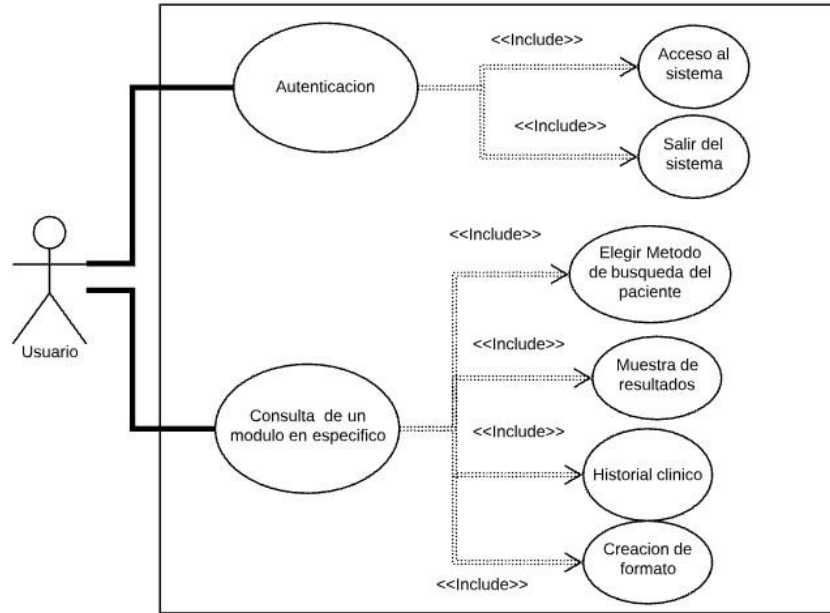 <<Include>>
Acceso al
sistema
Autenticacion
<<Include>>
Salir del
sistema
<<Include>>
Elegir Metodo
de busqueda del
paciente
Usuario
<<Include>>
Muestra de
resultados
Consulta de un
modulo en especifico
<<Include>>
Historial clinico
Creacion de
formato
<<Include>>